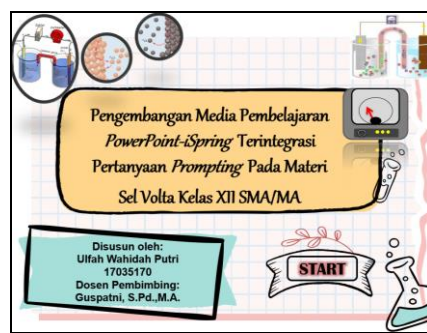 Pengembangan Media Pembelajaran
PowerPoint-iSpring Terintegrasi
Pertanyaan Prompting Pada Materi
Sel Volta Kelas XII SMA/MA
Disusun oleh:
Ulfah Wahidah Putri
17035170
Dosen Pembimbing:
Guspatni, S.Pd.,M.A.
START